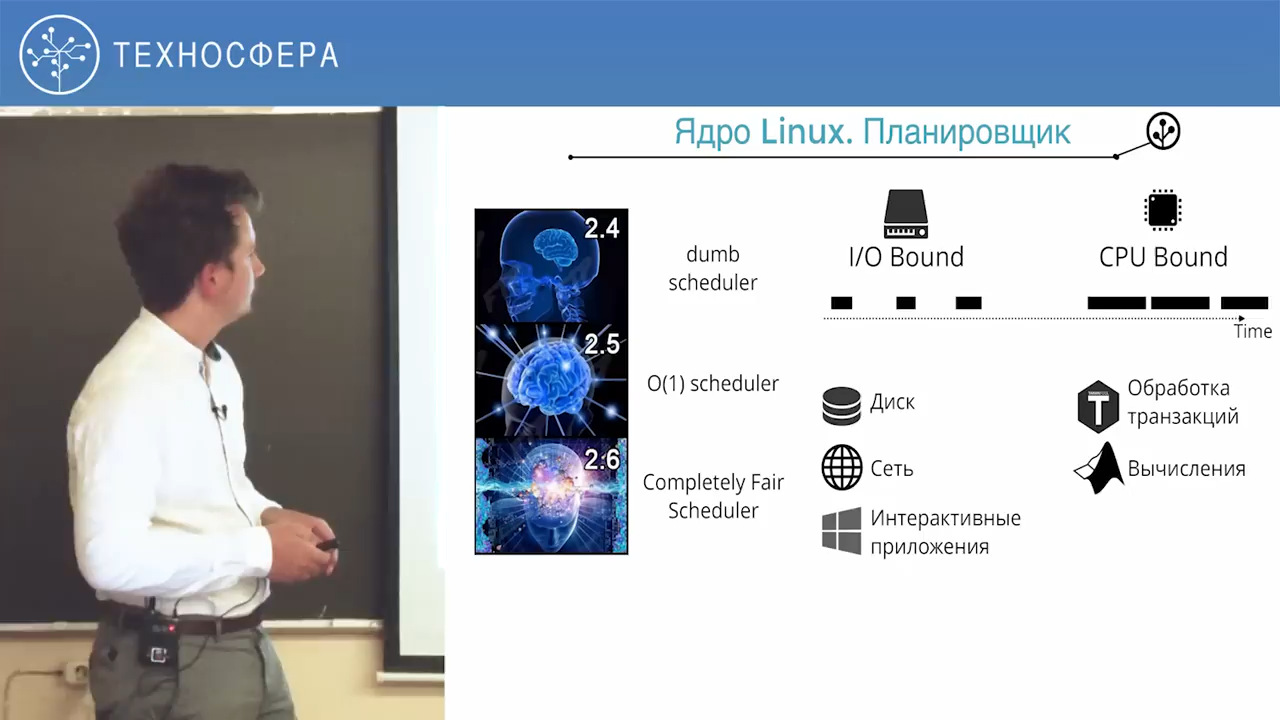 ТЕХНОСФЕРА
Ядро Linux. Планировщик
2.4
dumb
scheduler
2.5
O(1) scheduler
2.6
Completely Fair
Scheduler
I/O Bound
CPU Bound
Time
Диск
Сеть
Интерактивные
приложения
T
Обработка
транзакций
Вычисления